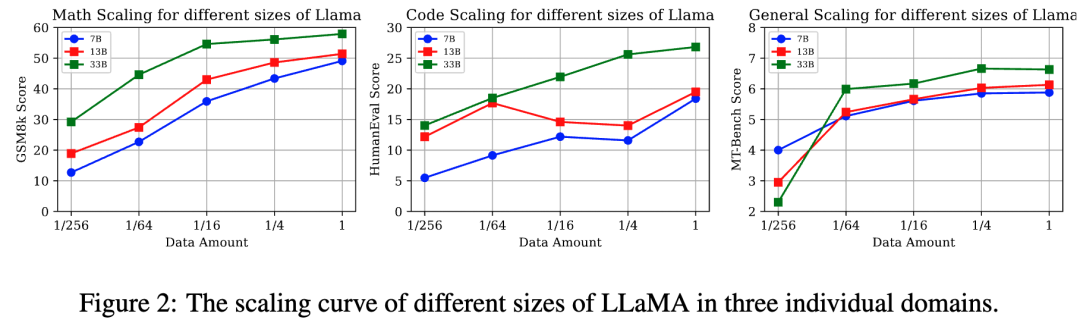 Math Scaling for different sizes of Llama
GSM8k Score
60
50
40
30
20
10
0
7B
13B
33B
1/256 1/64 1/16 1/4 1
Data Amount
Code Scaling for different sizes of Llama
HumanEval Score
30
25
20
15
10
5
0
7B
13B
33B
1/256 1/64 1/16 1/4 1
Data Amount
General Scaling for different sizes of Llama
MT-Bench Score
8
7
6
5
4
3
2
7B
13B
33B
1/256 1/64 1/16 1/4 1
Data Amount
Figure 2: The scaling curve of different sizes of LLaMA in three individual domains.